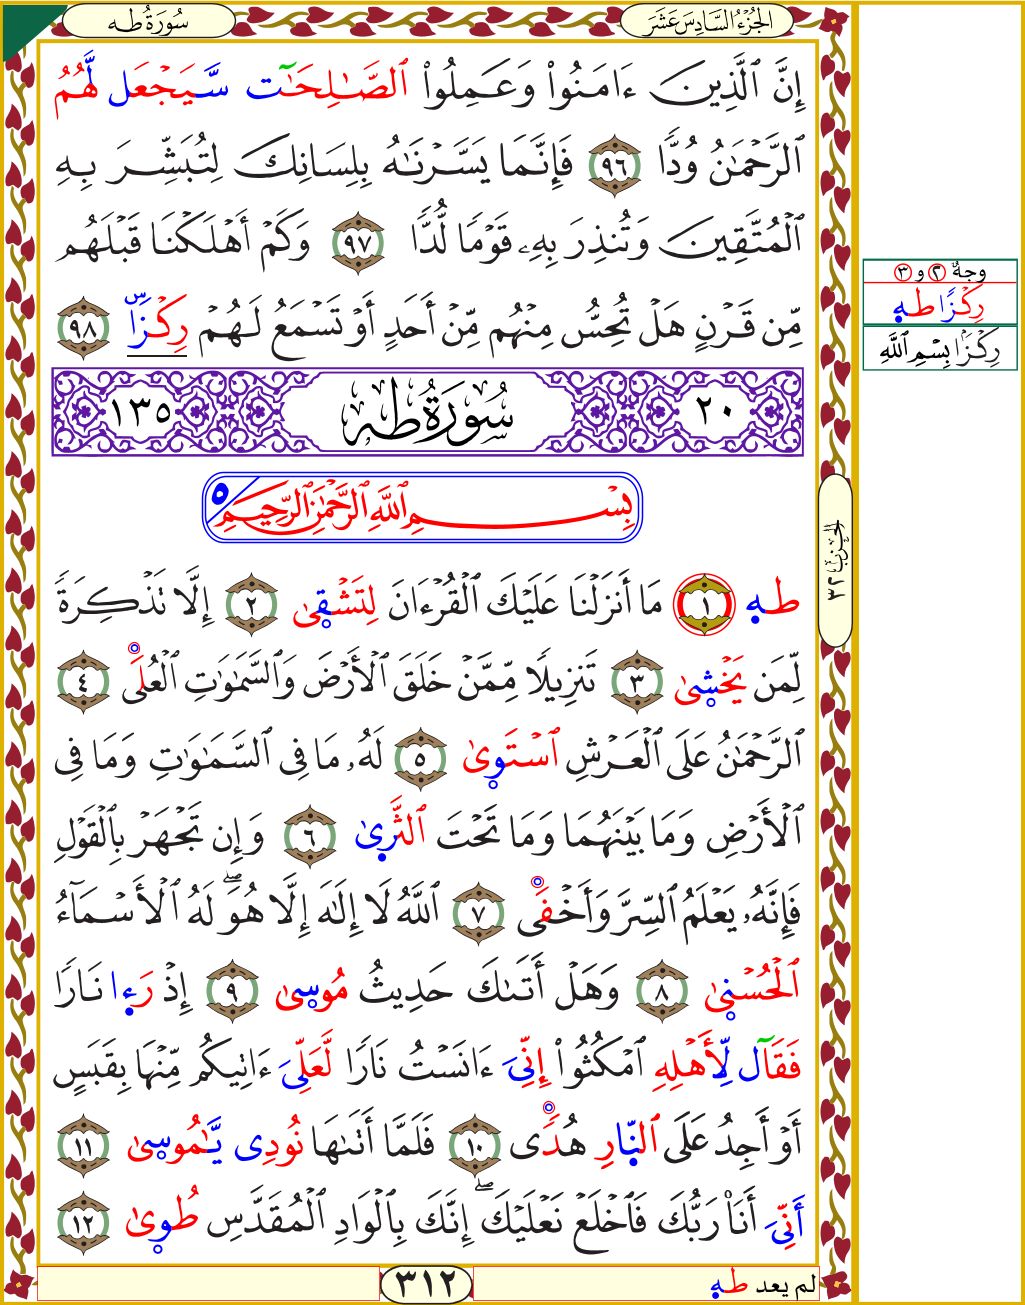 الجُزْءُ السَّادِسَ عَشَرَ
سُورَةُ طه
إِنَّ ٱلَّذِينَ ءَامَنُوا۟ وَعَمِلُوا۟ ٱلصَّـٰلِحَـٰٓت سَّيَجْعَل لَّهُمُ
ٱلرَّحْمَـٰنُ وُدًّا ٩٦ فَإِنَّمَا يَسَّرْنَـٰهُ بِلِسَانِكَ لِتُبَشِّرَ بِهِ
ٱلْمُتَّقِينَ وَتُنذِرَ بِهِۦ قَوْمًا لُّدًّا ٩٧ وَكَمْ أَهْلَكْنَا قَبْلَهُم
مِّن قَرْنٍ هَلْ تُحِسُّ مِنْهُم مِّنْ أَحَدٍ أَوْ تَسْمَعُ لَهُمْ رِكْزًۢا ٩٨
٢٠ سُورَةُ طه ١٣٥
بِسْمِ ٱللَّهِ ٱلرَّحْمَـٰنِ ٱلرَّحِيمِ ٥
طه ١ مَا أَنزَلْنَا عَلَيْكَ ٱلْقُرْءَانَ لِتَشْقِىٰ ٢ إِلَّا تَذْكِرَةً
لِّمَن يَخْشِىٰ ٣ تَنزِيلًا مِّمَّنْ خَلَقَ ٱلْأَرْضَ وَٱلسَّمَـٰوَٰتِ ٱلْعُلَى ٤
ٱلرَّحْمَـٰنُ عَلَى ٱلْعَرْشِ ٱسْتَوِىٰ ٥ لَهُۥ مَا فِى ٱلسَّمَـٰوَٰتِ وَمَا فِى
ٱلْأَرْضِ وَمَا بَيْنَهُمَا وَمَا تَحْتَ ٱلثَّرِىٰ ٦ وَإِن تَجْهَرْ بِٱلْقَوْلِ
فَإِنَّهُۥ يَعْلَمُ ٱلسِّرَّ وَأَخْفَى ٧ ٱللَّهُ لَا إِلَـٰهَ إِلَّا هُوَ ۖ لَهُ ٱلْأَسْمَآءُ
ٱلْحُسْنِىٰ ٨ وَهَلْ أَتَىٰكَ حَدِيثُ مُوسِىٰ ٩ إِذْ رَءِا نَارًا
فَقَآل لِّأَهْلِهِ ٱمْكُثُوا۟ إِنِّىَ ءَانَسْتُ نَارًا لَّعَلِّىَ ءَاتِيكُم مِّنْهَا بِقَبَسٍ
أَوْ أَجِدُ عَلَى ٱلنِّارِ هُدًى ١٠ فَلَمَّا أَتَىٰهَا نُودِى يَّـٰمُوسِىٰ ١١
أَنِّىَ أَنَا۠ رَبُّكَ فَٱخْلَعْ نَعْلَيْكَ ۖ إِنَّكَ بِٱلْوَادِ ٱلْمُقَدَّسِ طُوِىٰ ١٢
٣١٢
لم يعد طه
وجهٌ ٢ و ٣
رِكْزًا طه
رِكْزًۢا بِسْمِ ٱللَّهِ
الحِزْبُ ٣٢